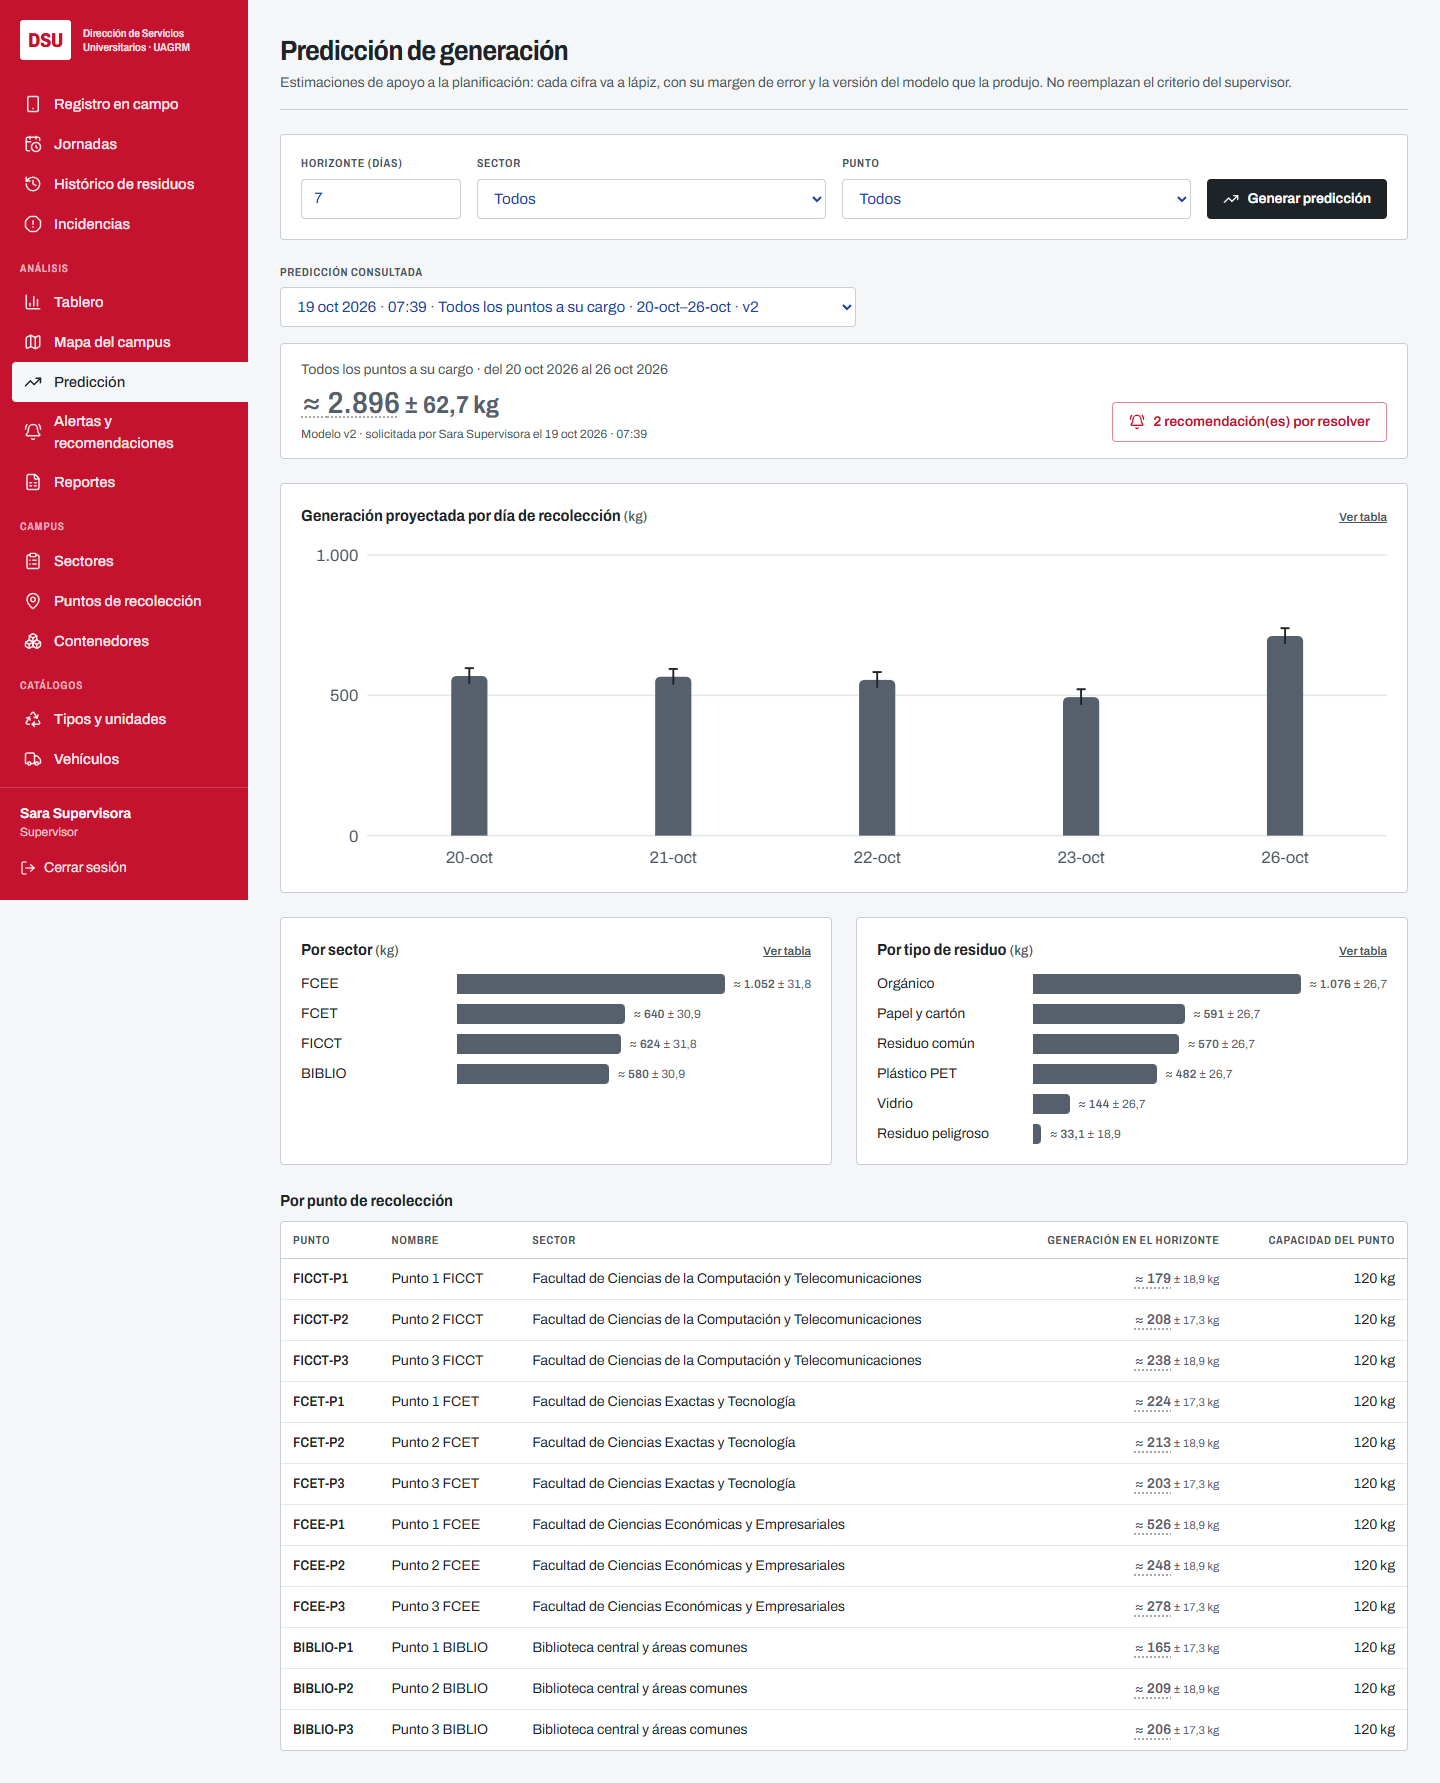 DSU
Dirección de Servicios
Universitarios · UAGRM
Registro en campo
Jornadas
Histórico de residuos
Incidencias
ANÁLISIS
Tablero
Mapa del campus
Predicción
Alertas y
recomendaciones
Reportes
CAMPUS
Sectores
Puntos de recolección
Contenedores
CATÁLOGOS
Tipos y unidades
Vehículos
Sara Supervisora
Supervisor
Cerrar sesión
Predicción de generación
Estimaciones de apoyo a la planificación: cada cifra va a lápiz, con su margen de error y la versión del modelo que la produjo. No reemplazan el criterio del supervisor.
HORIZONTE (DÍAS) SECTOR PUNTO
7 Todos Todos Generar predicción
PREDICCIÓN CONSULTADA
19 oct 2026 · 07:39 · Todos los puntos a su cargo · 20-oct–26-oct · v2
Todos los puntos a su cargo · del 20 oct 2026 al 26 oct 2026
≈ 2.896 ± 62,7 kg
Modelo v2 · solicitada por Sara Supervisora el 19 oct 2026 · 07:39
2 recomendación(es) por resolver
Generación proyectada por día de recolección (kg) Ver tabla
1.000
500
0
20-oct 21-oct 22-oct 23-oct 26-oct
Por sector (kg) Ver tabla
FCEE ≈ 1.052 ± 31,8
FCET ≈ 640 ± 30,9
FICCT ≈ 624 ± 31,8
BIBLIO ≈ 580 ± 30,9
Por tipo de residuo (kg) Ver tabla
Orgánico ≈ 1.076 ± 26,7
Papel y cartón ≈ 591 ± 26,7
Residuo común ≈ 570 ± 26,7
Plástico PET ≈ 482 ± 26,7
Vidrio ≈ 144 ± 26,7
Residuo peligroso ≈ 33,1 ± 18,9
Por punto de recolección
PUNTO NOMBRE SECTOR GENERACIÓN EN EL HORIZONTE CAPACIDAD DEL PUNTO
FICCT-P1 Punto 1 FICCT Facultad de Ciencias de la Computación y Telecomunicaciones ≈ 179 ± 18,9 kg 120 kg
FICCT-P2 Punto 2 FICCT Facultad de Ciencias de la Computación y Telecomunicaciones ≈ 208 ± 17,3 kg 120 kg
FICCT-P3 Punto 3 FICCT Facultad de Ciencias de la Computación y Telecomunicaciones ≈ 238 ± 18,9 kg 120 kg
FCET-P1 Punto 1 FCET Facultad de Ciencias Exactas y Tecnología ≈ 224 ± 17,3 kg 120 kg
FCET-P2 Punto 2 FCET Facultad de Ciencias Exactas y Tecnología ≈ 213 ± 18,9 kg 120 kg
FCET-P3 Punto 3 FCET Facultad de Ciencias Exactas y Tecnología ≈ 203 ± 17,3 kg 120 kg
FCEE-P1 Punto 1 FCEE Facultad de Ciencias Económicas y Empresariales ≈ 526 ± 18,9 kg 120 kg
FCEE-P2 Punto 2 FCEE Facultad de Ciencias Económicas y Empresariales ≈ 248 ± 18,9 kg 120 kg
FCEE-P3 Punto 3 FCEE Facultad de Ciencias Económicas y Empresariales ≈ 278 ± 17,3 kg 120 kg
BIBLIO-P1 Punto 1 BIBLIO Biblioteca central y áreas comunes ≈ 165 ± 17,3 kg 120 kg
BIBLIO-P2 Punto 2 BIBLIO Biblioteca central y áreas comunes ≈ 209 ± 18,9 kg 120 kg
BIBLIO-P3 Punto 3 BIBLIO Biblioteca central y áreas comunes ≈ 206 ± 17,3 kg 120 kg